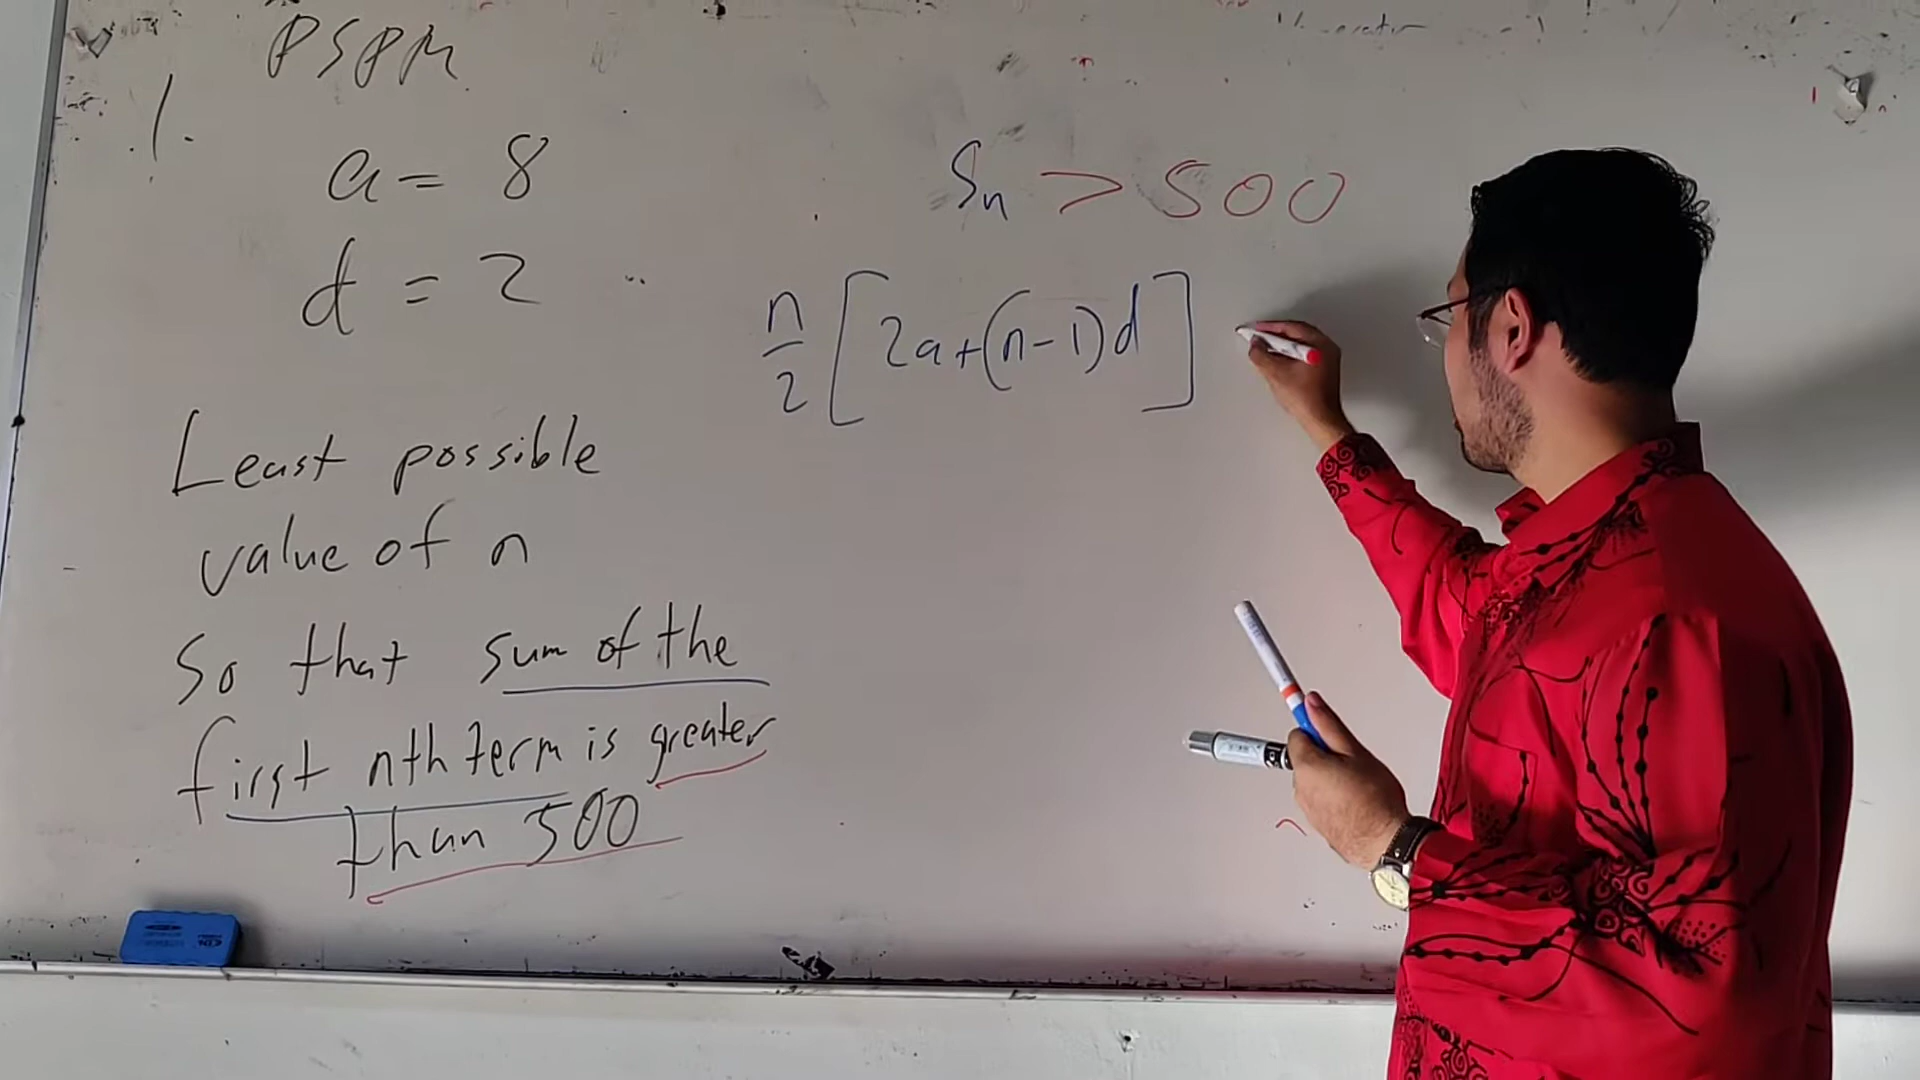 PSPM
1.
a = 8
d = 2
Least possible
value of n
so that sum of the
first nth term is greater
than 500
Sn > 500
n/2 [2a+(n-1)d]